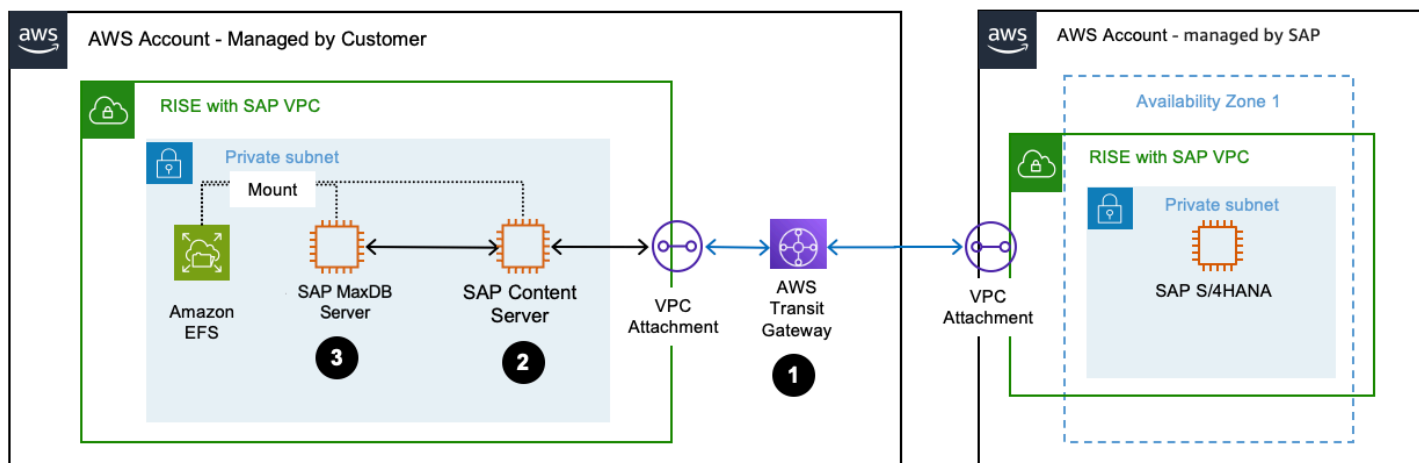 aws
AWS Account - Managed by Customer
RISE with SAP VPC
Private subnet
Mount
Amazon
EFS
SAP MaxDB
Server
3
SAP Content
Server
2
VPC
Attachment
AWS
Transit
Gateway
1
aws
AWS Account - managed by SAP
Availability Zone 1
RISE with SAP VPC
Private subnet
SAP S/4HANA
VPC
Attachment